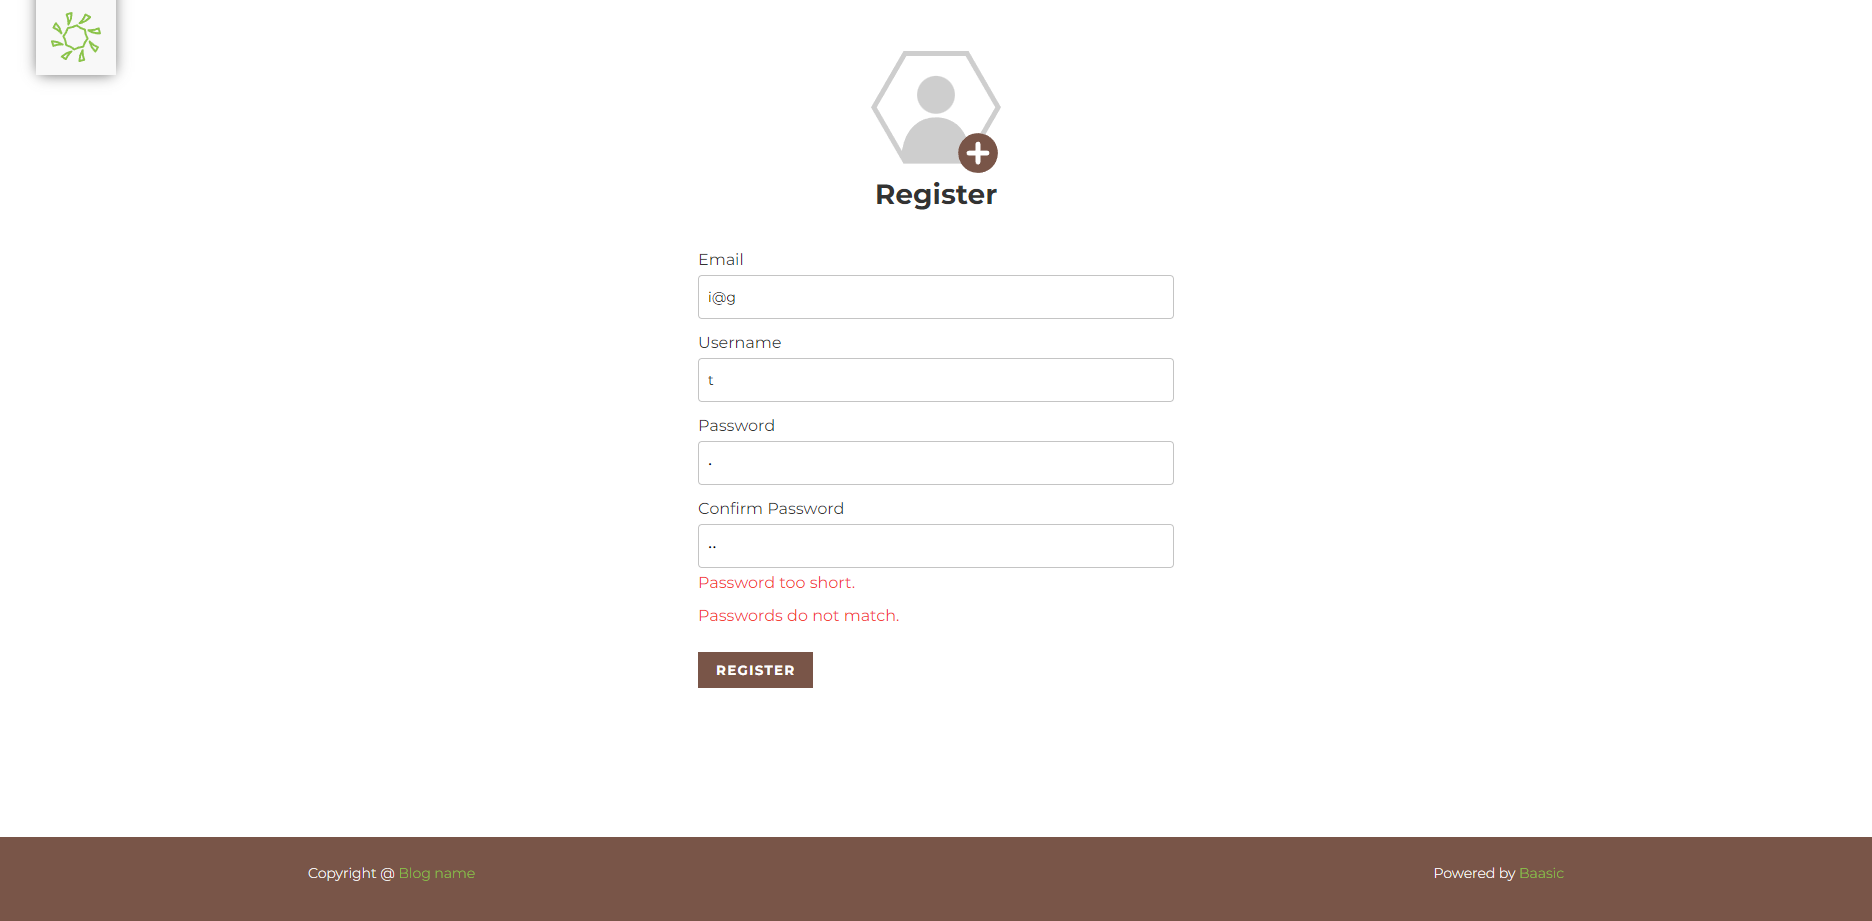 Register
Email
i@g
Username
t
Password
•
Confirm Password
••
Password too short.
Passwords do not match.
REGISTER
Copyright @ Blog name
Powered by Baasic